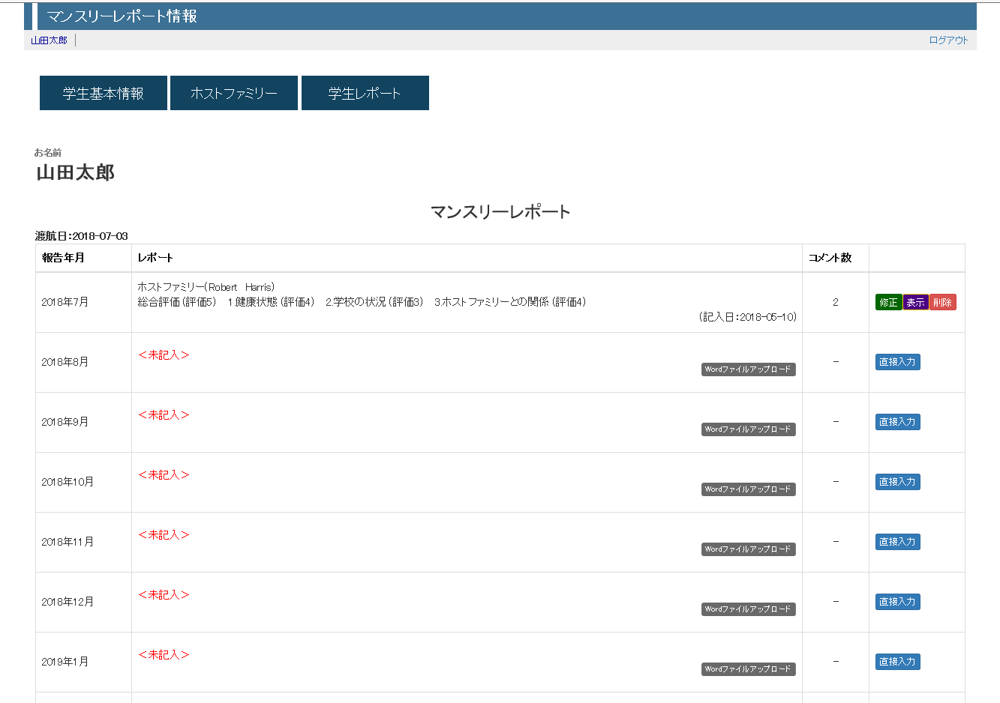 マンスリーレポート情報
山田太郎 ログアウト
学生基本情報 ホストファミリー 学生レポート
お名前
山田太郎
マンスリーレポート
渡航日:2018-07-03
報告年月 レポート コメント数
ホストファミリー(Robert Harris)
2018年7月 総合評価(評価5) 1.健康状態(評価4) 2.学校の状況(評価3) 3.ホストファミリーとの関係(評価4) 2 修正 表示 削除
(記入日:2018-05-10)
<未記入>
2018年8月 - 直接入力
Wordファイルアップロード
<未記入>
2018年9月 - 直接入力
Wordファイルアップロード
<未記入>
2018年10月 - 直接入力
Wordファイルアップロード
<未記入>
2018年11月 - 直接入力
Wordファイルアップロード
<未記入>
2018年12月 - 直接入力
Wordファイルアップロード
<未記入>
2019年1月 - 直接入力
Wordファイルアップロード